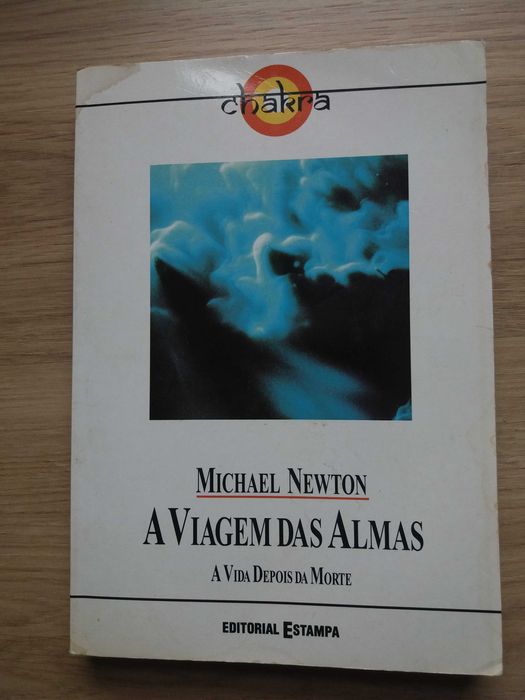 chakra
MICHAEL NEWTON
A VIAGEM DAS ALMAS
A VIDA DEPOIS DA MORTE
EDITORIAL ESTAMPA